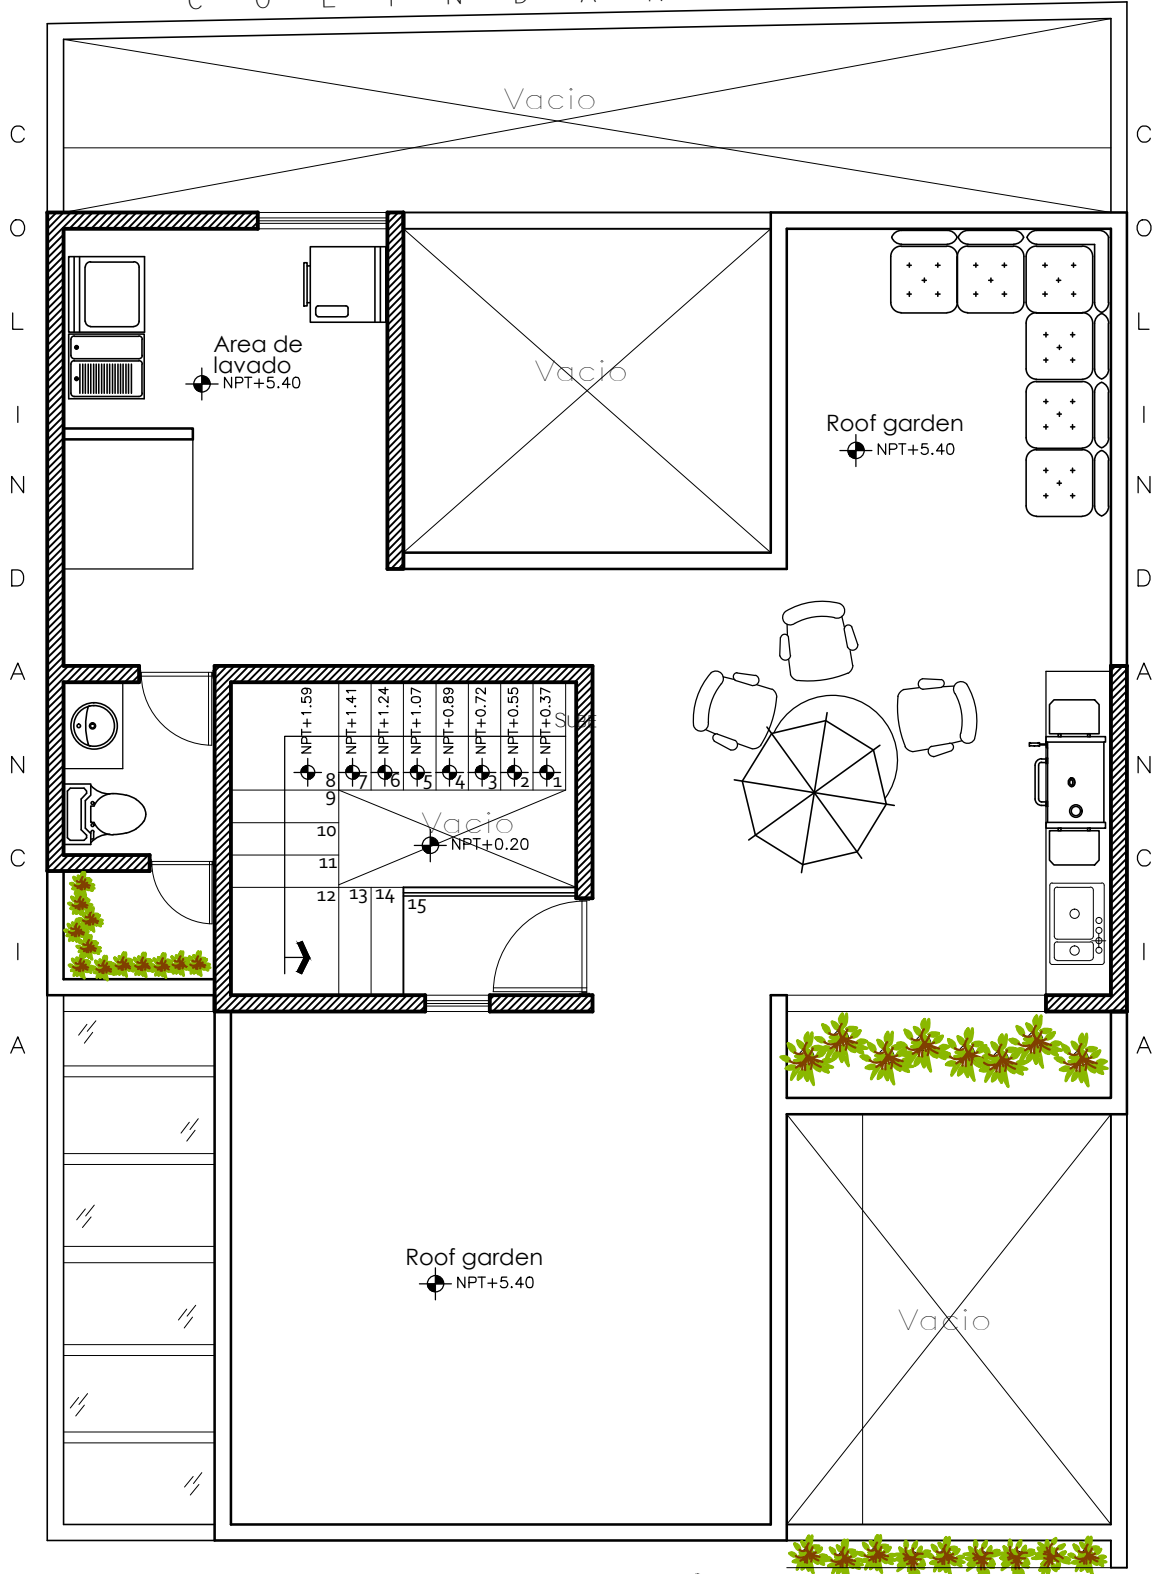 C O L I N D A N
Vacio
C O L I N D A N C I A
C O L I N D A N C I A
Area de
lavado
NPT+5.40
Vacio
Roof garden
NPT+5.40
NPT+1.59
NPT+1.41
NPT+1.24
NPT+1.07
NPT+0.89
NPT+0.72
NPT+0.55
NPT+0.37
SUBE
8 7 6 5 4 3 2 1
9
10
11
12 13 14 15
Vacio
NPT+0.20
Roof garden
NPT+5.40
Vacio